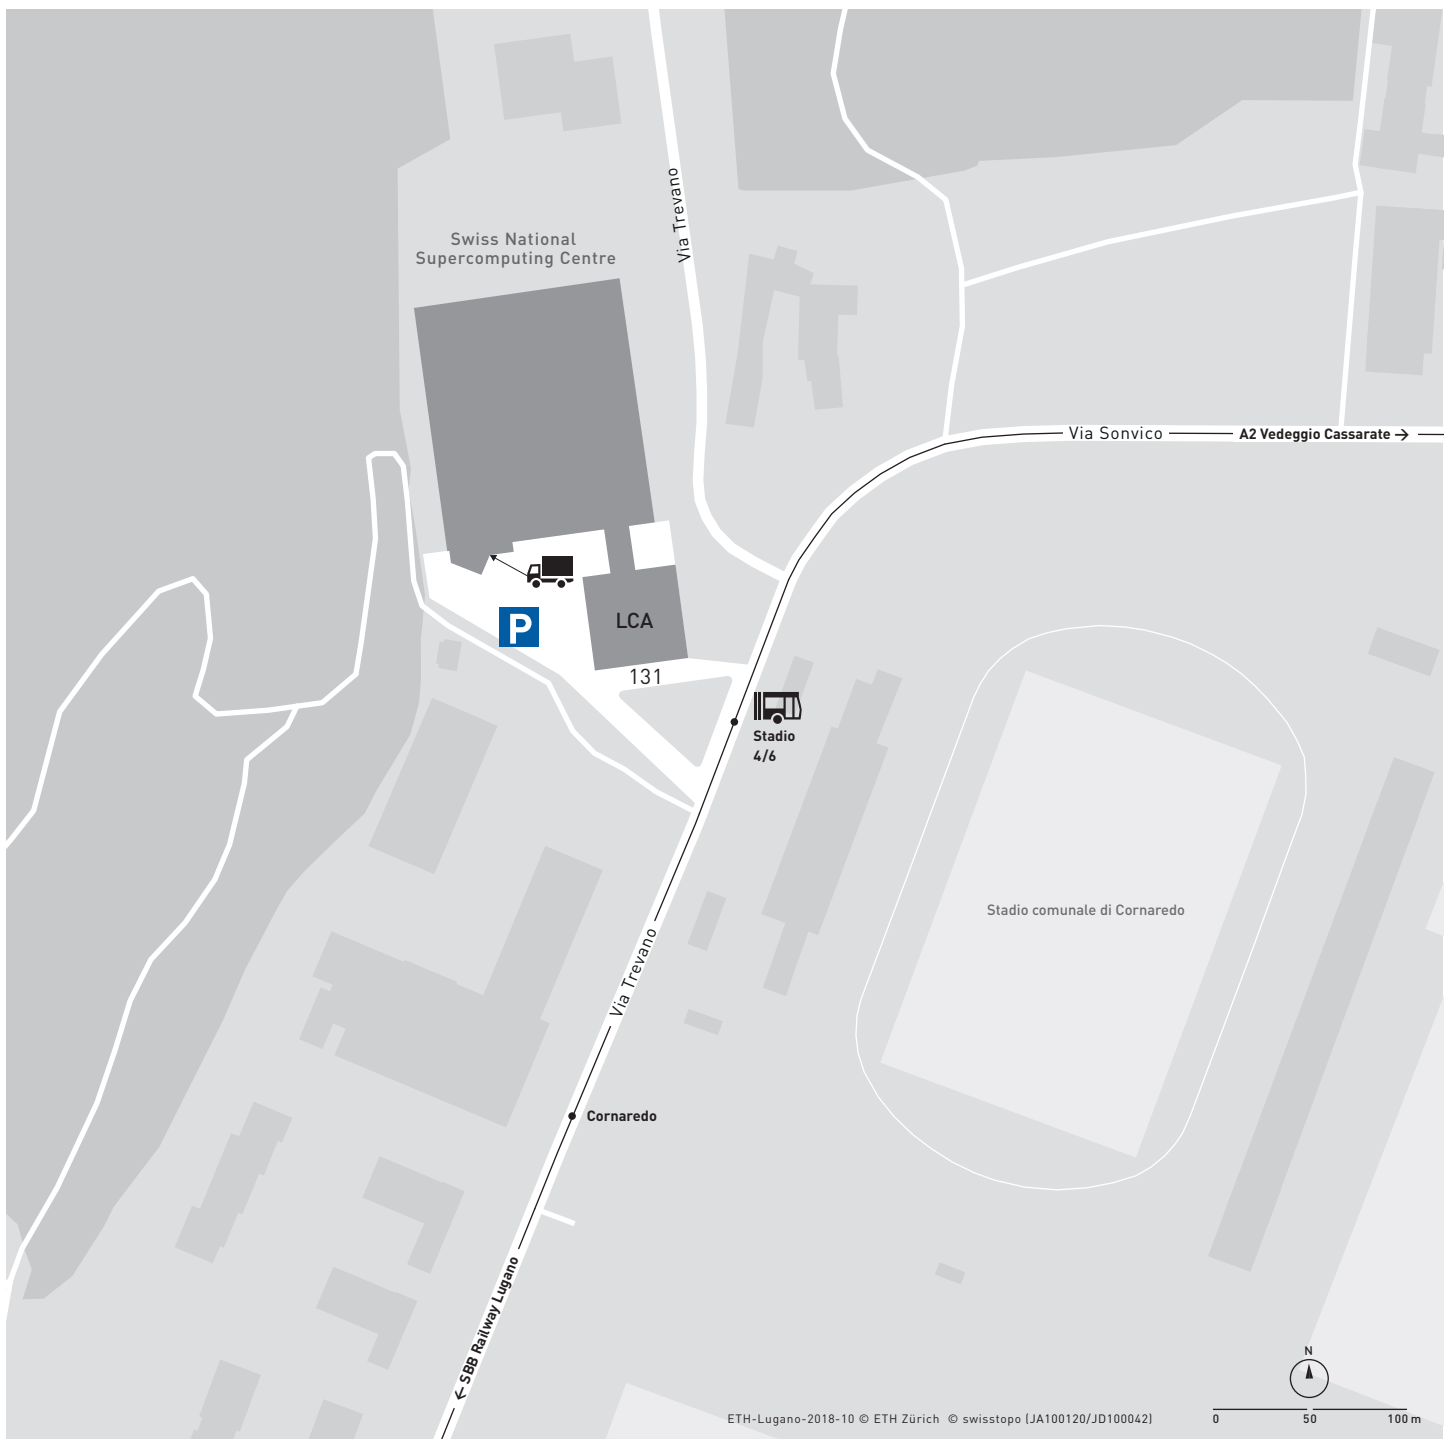 Via Trevano
Swiss National
Supercomputing Centre
Via Sonvico
A2 Vedeggio Cassarate →
P
LCA
131
Stadio
4/6
Stadio comunale di Cornaredo
Via Trevano
Cornaredo
← SBB Railway Lugano
N
ETH-Lugano-2018-10 © ETH Zürich © swisstopo (JA100120/JD100042)
0 50 100 m